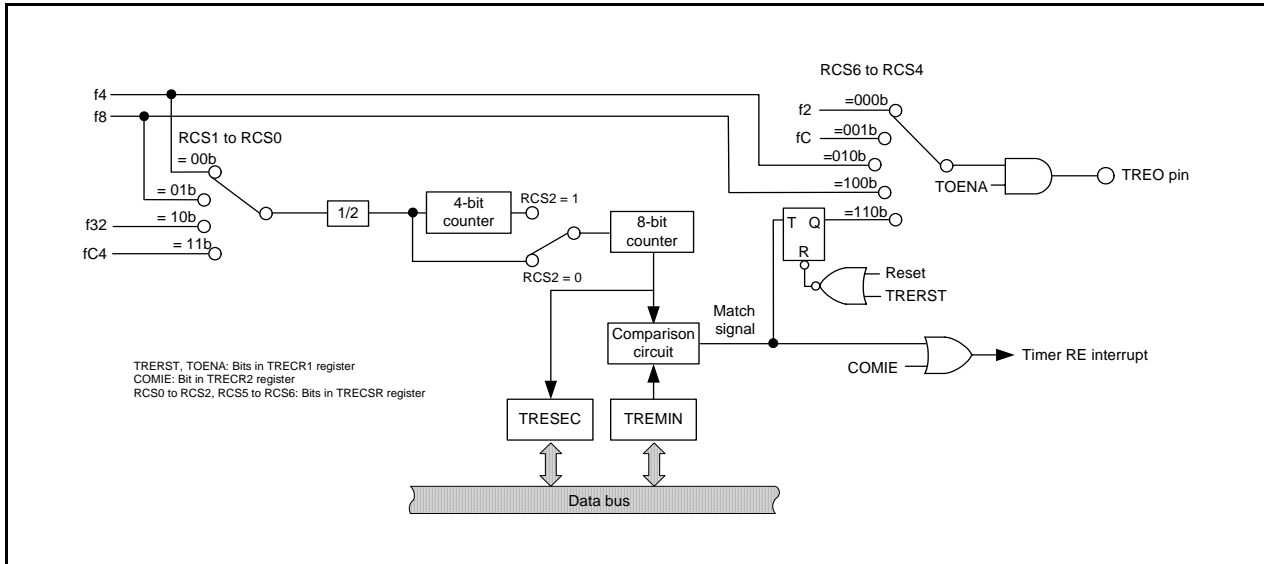 RCS6 to RCS4
f4
f8
f2
=000b
fC
=001b
=010b
=100b
=110b
TOENA
TREO pin
RCS1 to RCS0
= 00b
= 01b
f32
= 10b
fC4
= 11b
1/2
4-bit
counter
RCS2 = 1
RCS2 = 0
8-bit
counter
T Q
R
Reset
TRERST
Match
signal
Comparison
circuit
COMIE
Timer RE interrupt
TRERST, TOENA: Bits in TRECR1 register
COMIE: Bit in TRECR2 register
RCS0 to RCS2, RCS5 to RCS6: Bits in TRECSR register
TRESEC
TREMIN
Data bus